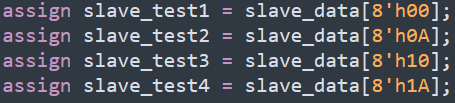 assign slave_test1 = slave_data[8'h00];
assign slave_test2 = slave_data[8'h0A];
assign slave_test3 = slave_data[8'h10];
assign slave_test4 = slave_data[8'h1A];